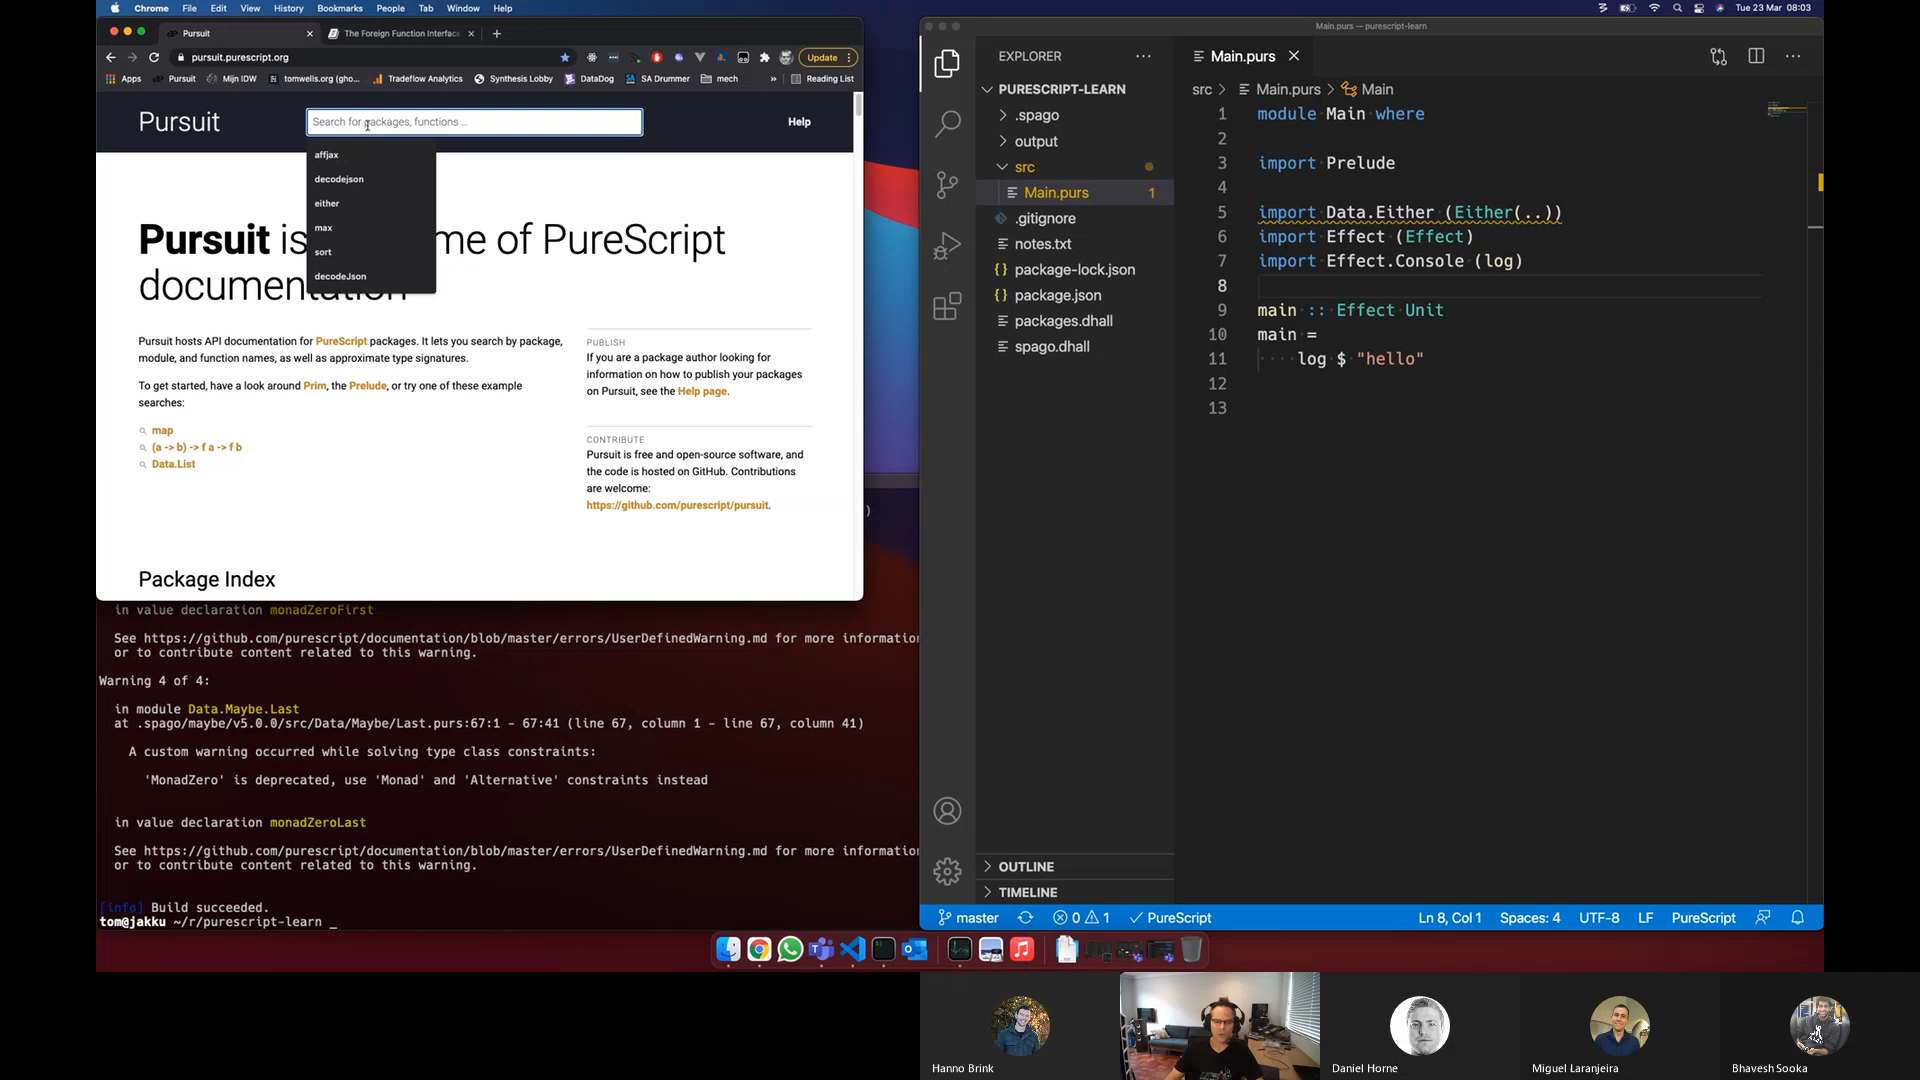 Chrome File Edit View History Bookmarks People Tab Window Help
Tue 23 Mar 08:03
Pursuit
The Foreign Function Interface
pursuit.purescript.org
Update
Apps Pursuit Mijn IDW tomwells.org (gho... Tradeflow Analytics Synthesis Lobby DataDog SA Drummer mech » Reading List
Pursuit
Search for packages, functions ...
Help
affjax
decodejson
either
max
sort
decodeJson
Pursuit is me of PureScript
documentation
Pursuit hosts API documentation for PureScript packages. It lets you search by package,
module, and function names, as well as approximate type signatures.
To get started, have a look around Prim, the Prelude, or try one of these example
searches:
map
(a -> b) -> f a -> f b
Data.List
PUBLISH
If you are a package author looking for
information on how to publish your packages
on Pursuit, see the Help page.
CONTRIBUTE
Pursuit is free and open-source software, and
the code is hosted on GitHub. Contributions
are welcome:
https://github.com/purescript/pursuit.
Package Index
)
in value declaration monadZeroFirst
See https://github.com/purescript/documentation/blob/master/errors/UserDefinedWarning.md for more informatio
or to contribute content related to this warning.
Warning 4 of 4:
in module Data.Maybe.Last
at .spago/maybe/v5.0.0/src/Data/Maybe/Last.purs:67:1 - 67:41 (line 67, column 1 - line 67, column 41)
A custom warning occurred while solving type class constraints:
'MonadZero' is deprecated, use 'Monad' and 'Alternative' constraints instead
in value declaration monadZeroLast
See https://github.com/purescript/documentation/blob/master/errors/UserDefinedWarning.md for more informatio
or to contribute content related to this warning.
[info] Build succeeded.
tom@jakku ~/r/purescript-learn _
Main.purs — purescript-learn
EXPLORER
PURESCRIPT-LEARN
.spago
output
src
Main.purs 1
.gitignore
notes.txt
package-lock.json
package.json
packages.dhall
spago.dhall
OUTLINE
TIMELINE
Main.purs
src > Main.purs > Main
1 module Main where
2
3 import Prelude
4
5 import Data.Either (Either(..))
6 import Effect (Effect)
7 import Effect.Console (log)
8
9 main :: Effect Unit
10 main =
11 log $ "hello"
12
13
master 0 1 PureScript
Ln 8, Col 1 Spaces: 4 UTF-8 LF PureScript
Hanno Brink
Daniel Horne
Miguel Laranjeira
Bhavesh Sooka